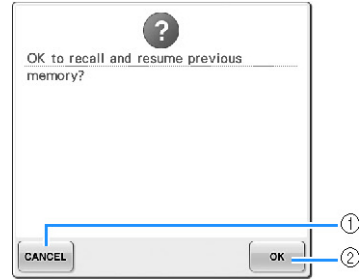 ?
OK to recall and resume previous
memory?
CANCEL
OK
①
②